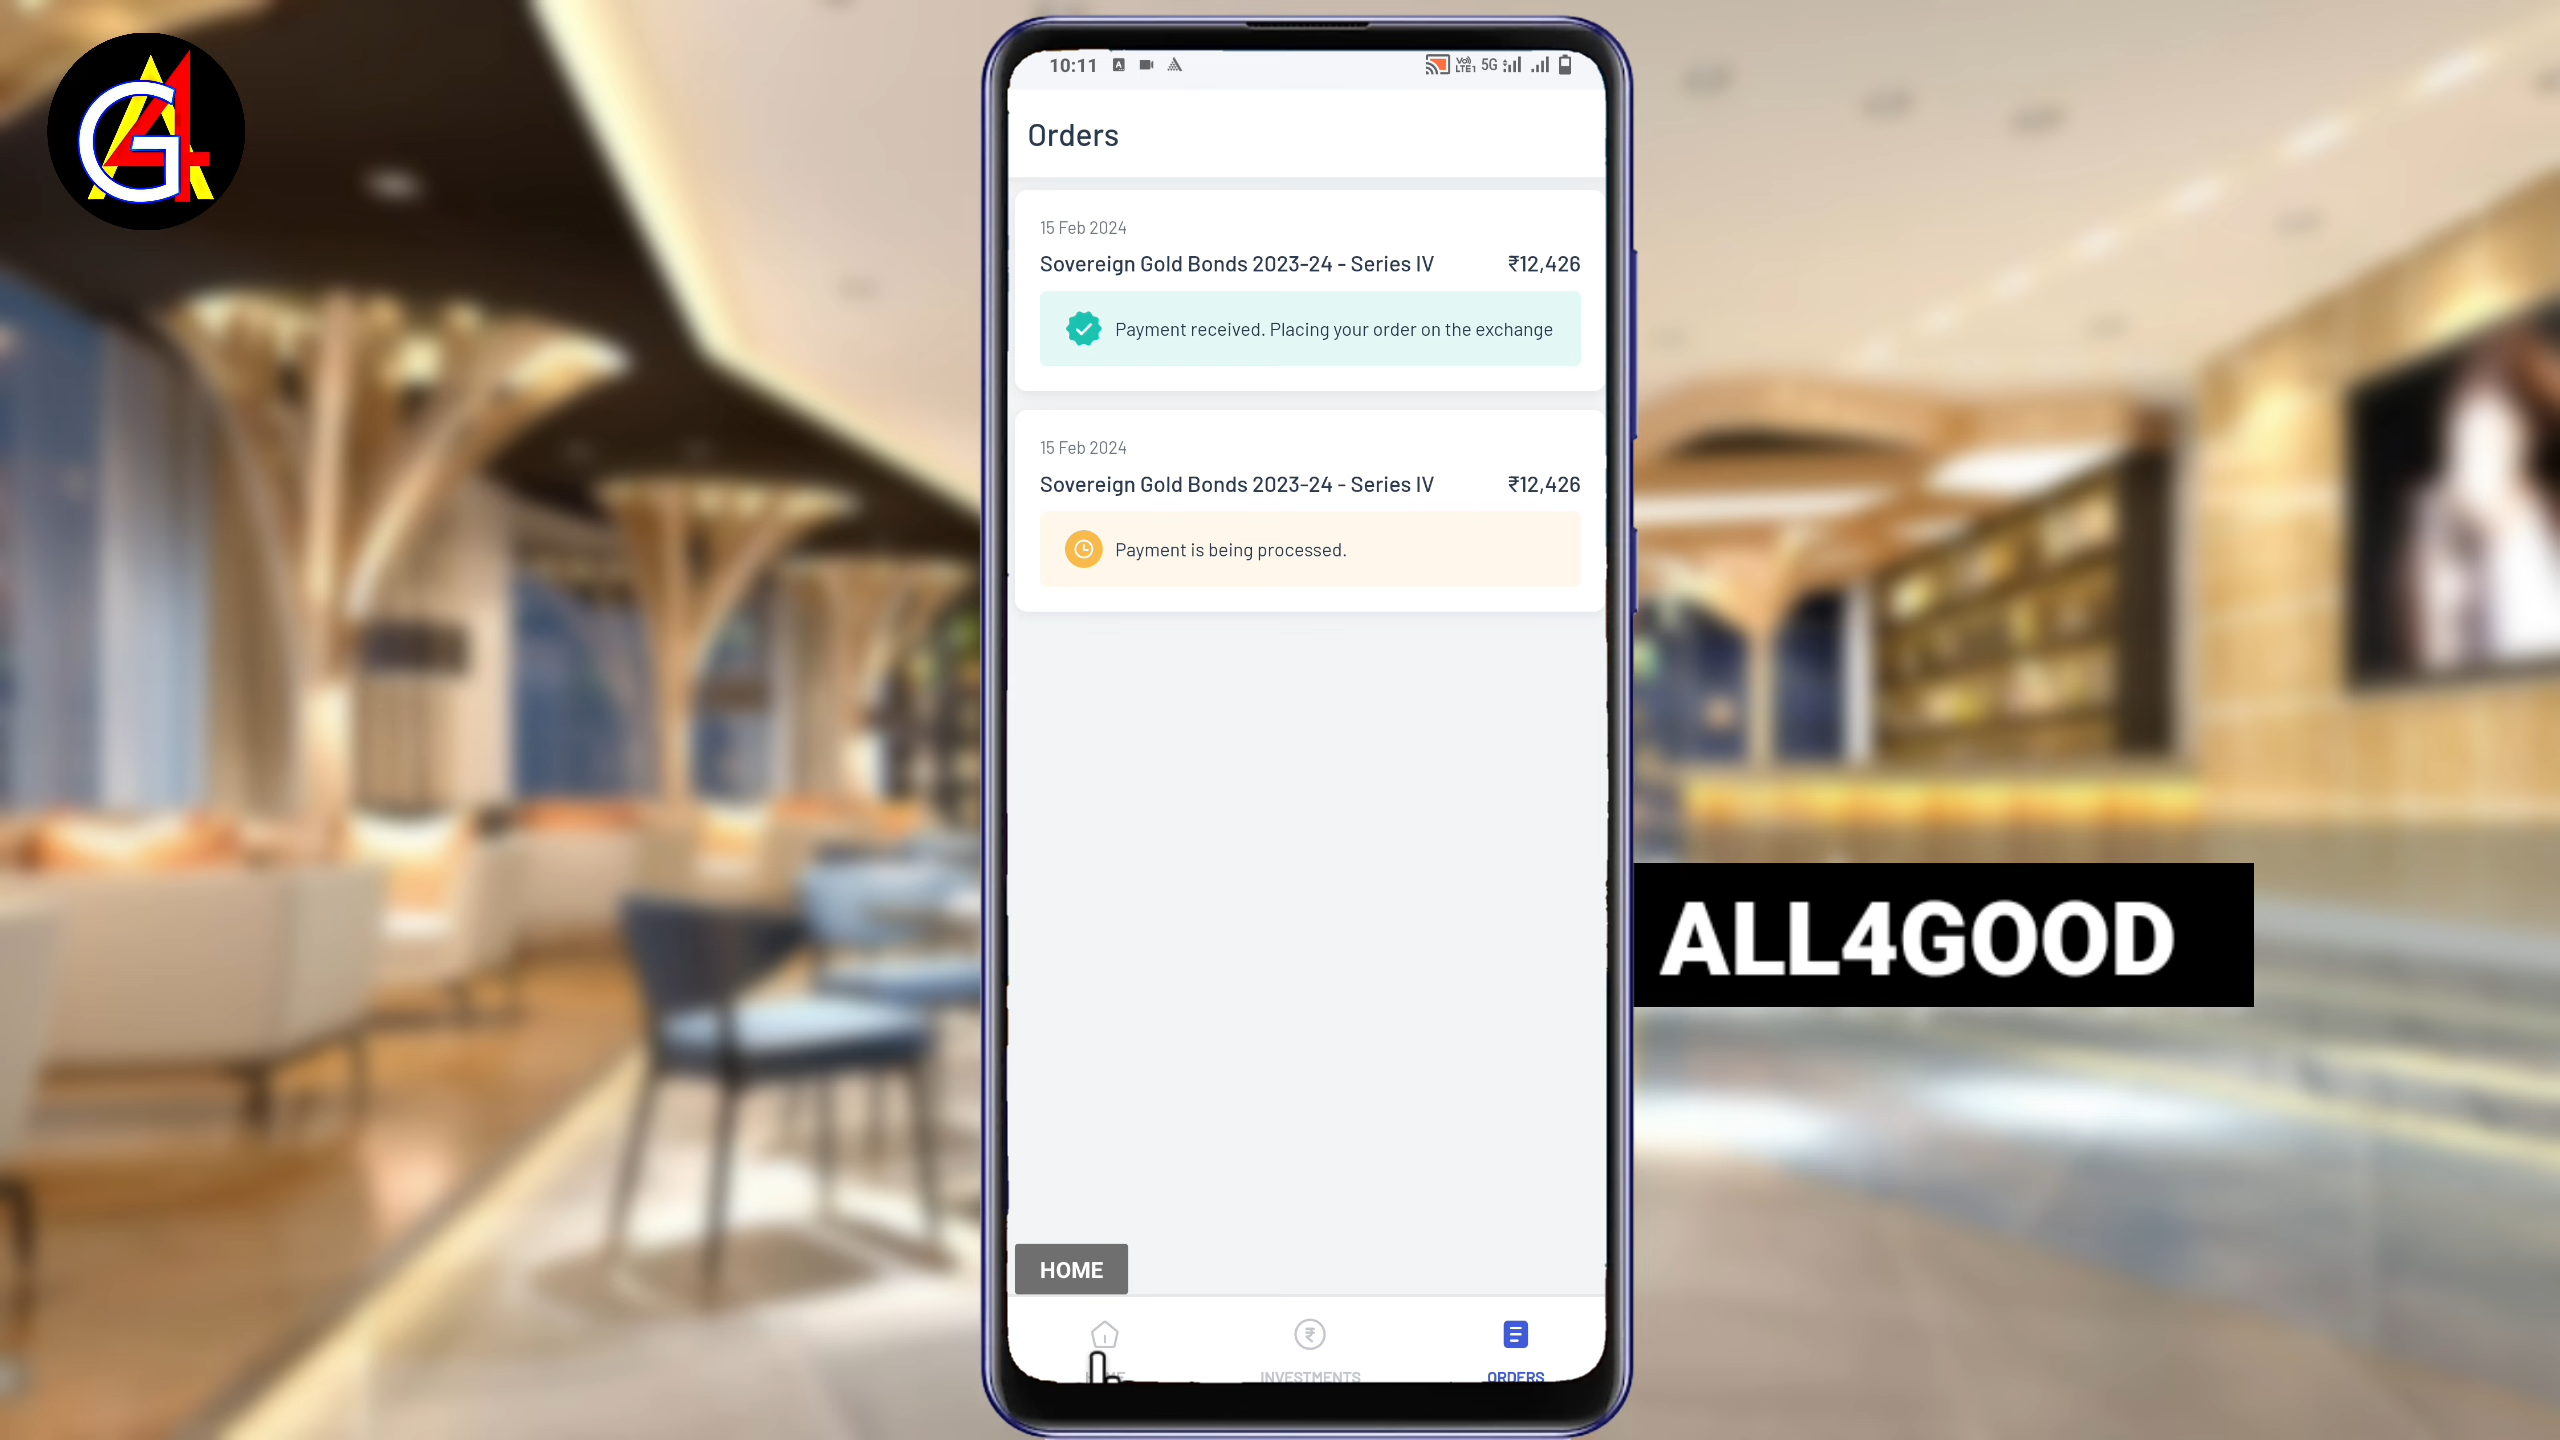 10:11
Vo)) LTE1 5G
Orders
15 Feb 2024
Sovereign Gold Bonds 2023-24 - Series IV ₹12,426
Payment received. Placing your order on the exchange
15 Feb 2024
Sovereign Gold Bonds 2023-24 - Series IV ₹12,426
Payment is being processed.
ALL4GOOD
HOME
INVESTMENTS
ORDERS